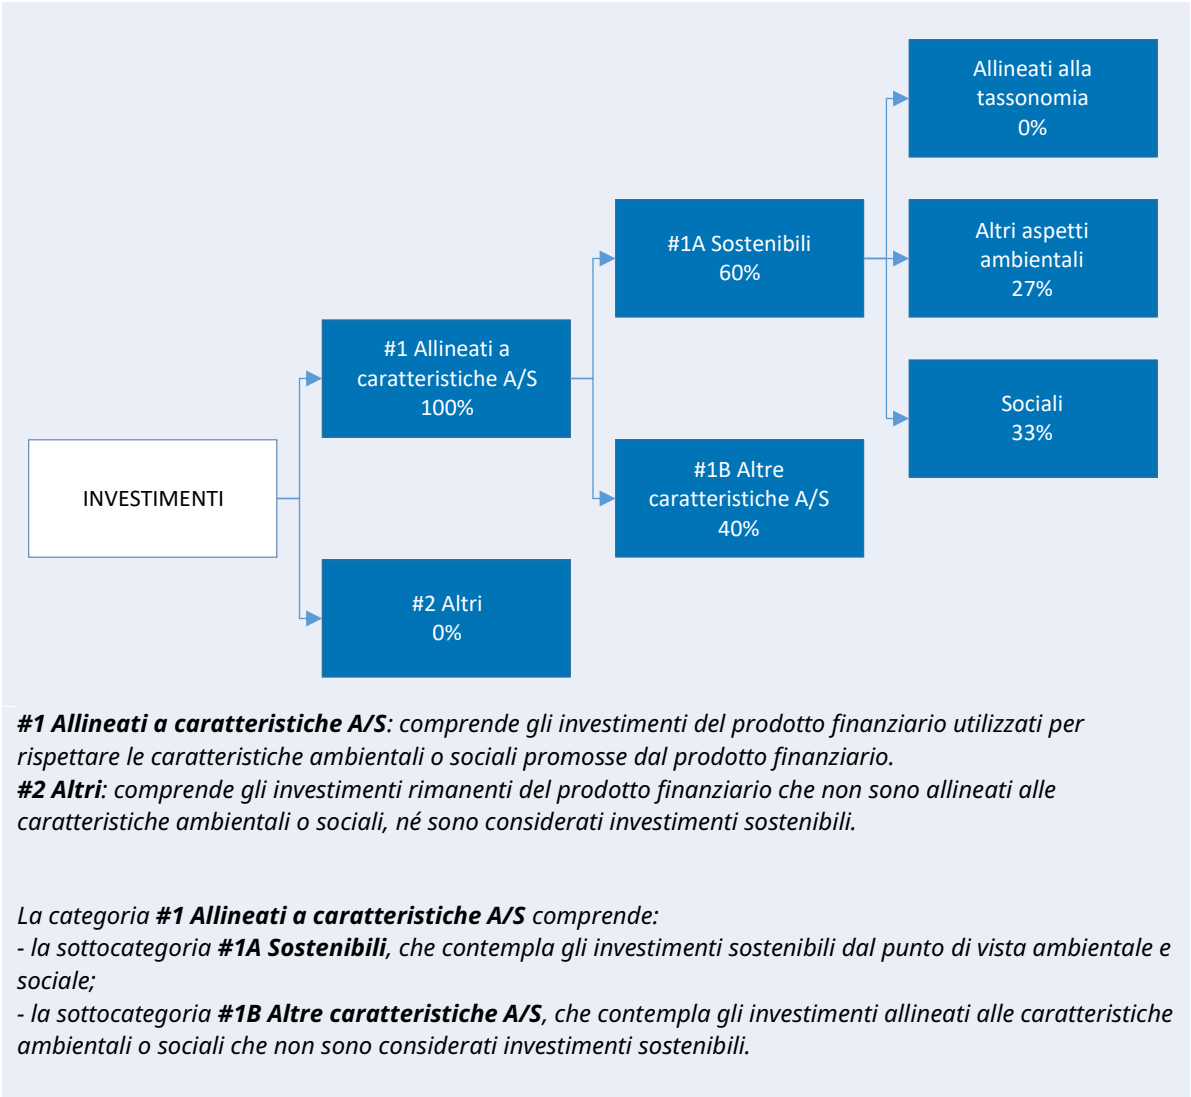 Allineati alla
tassonomia
0%
#1A Sostenibili
60%
Altri aspetti
ambientali
27%
#1 Allineati a
caratteristiche A/S
100%
Sociali
33%
INVESTIMENTI
#1B Altre
caratteristiche A/S
40%
#2 Altri
0%
#1 Allineati a caratteristiche A/S: comprende gli investimenti del prodotto finanziario utilizzati per
rispettare le caratteristiche ambientali o sociali promosse dal prodotto finanziario.
#2 Altri: comprende gli investimenti rimanenti del prodotto finanziario che non sono allineati alle
caratteristiche ambientali o sociali, né sono considerati investimenti sostenibili.
La categoria #1 Allineati a caratteristiche A/S comprende:
- la sottocategoria #1A Sostenibili, che contempla gli investimenti sostenibili dal punto di vista ambientale e
sociale;
- la sottocategoria #1B Altre caratteristiche A/S, che contempla gli investimenti allineati alle caratteristiche
ambientali o sociali che non sono considerati investimenti sostenibili.